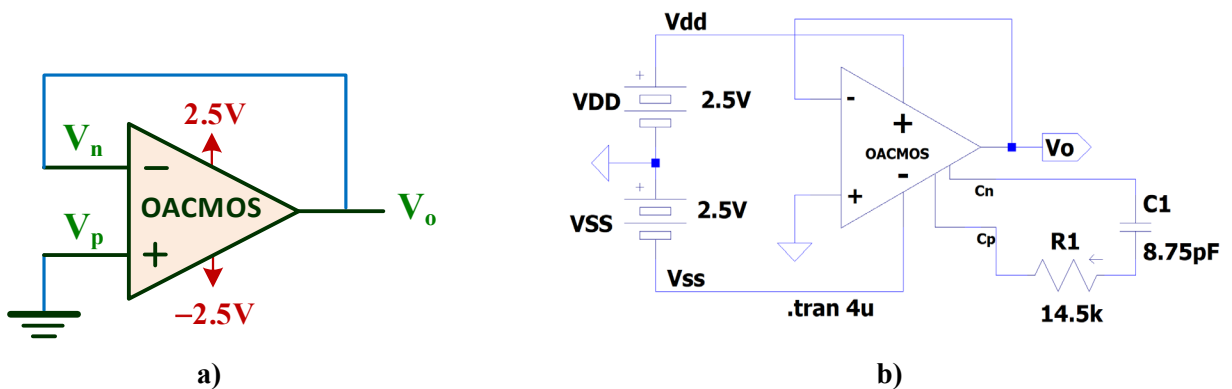 2.5V
Vn
OACMOS
Vp
Vo
−2.5V
a)
Vdd
VDD
2.5V
OACMOS
Vo
VSS
2.5V
Cn
Cp
C1
8.75pF
R1
14.5k
Vss
.tran 4u
b)